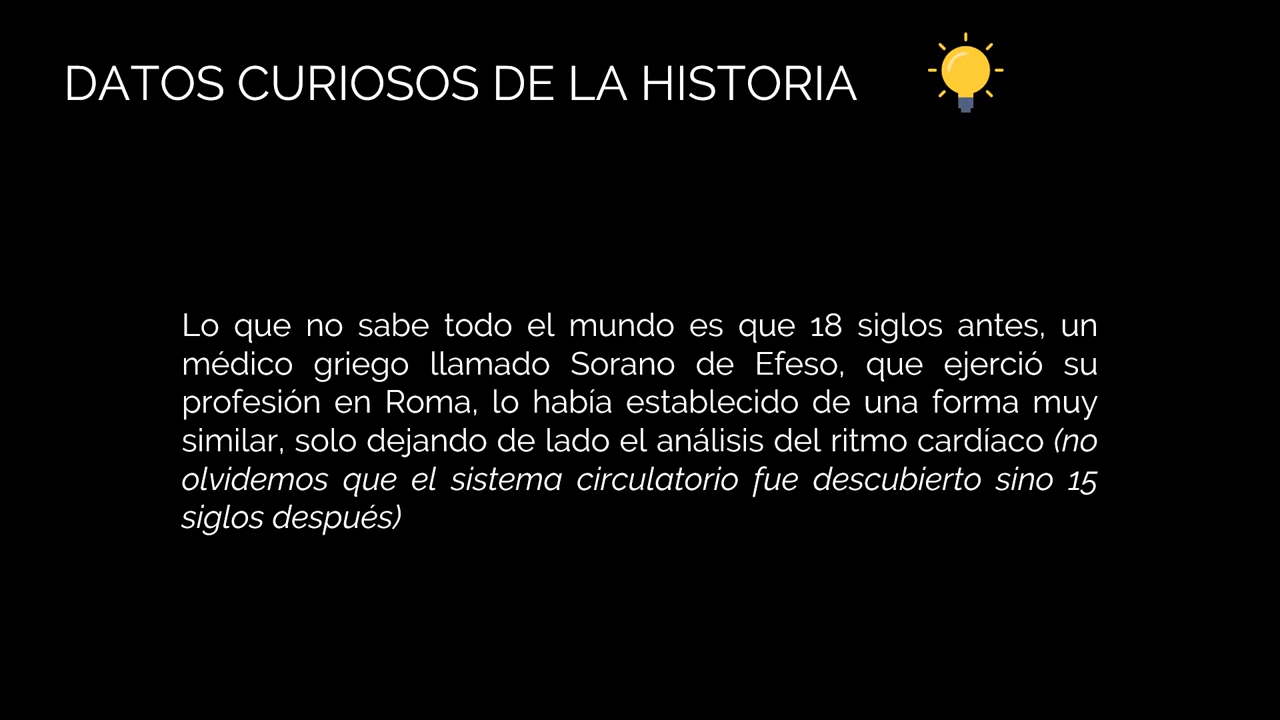 DATOS CURIOSOS DE LA HISTORIA
Lo que no sabe todo el mundo es que 18 siglos antes, un
médico griego llamado Sorano de Efeso, que ejerció su
profesión en Roma, lo había establecido de una forma muy
similar, solo dejando de lado el análisis del ritmo cardíaco (no
olvidemos que el sistema circulatorio fue descubierto sino 15
siglos después)